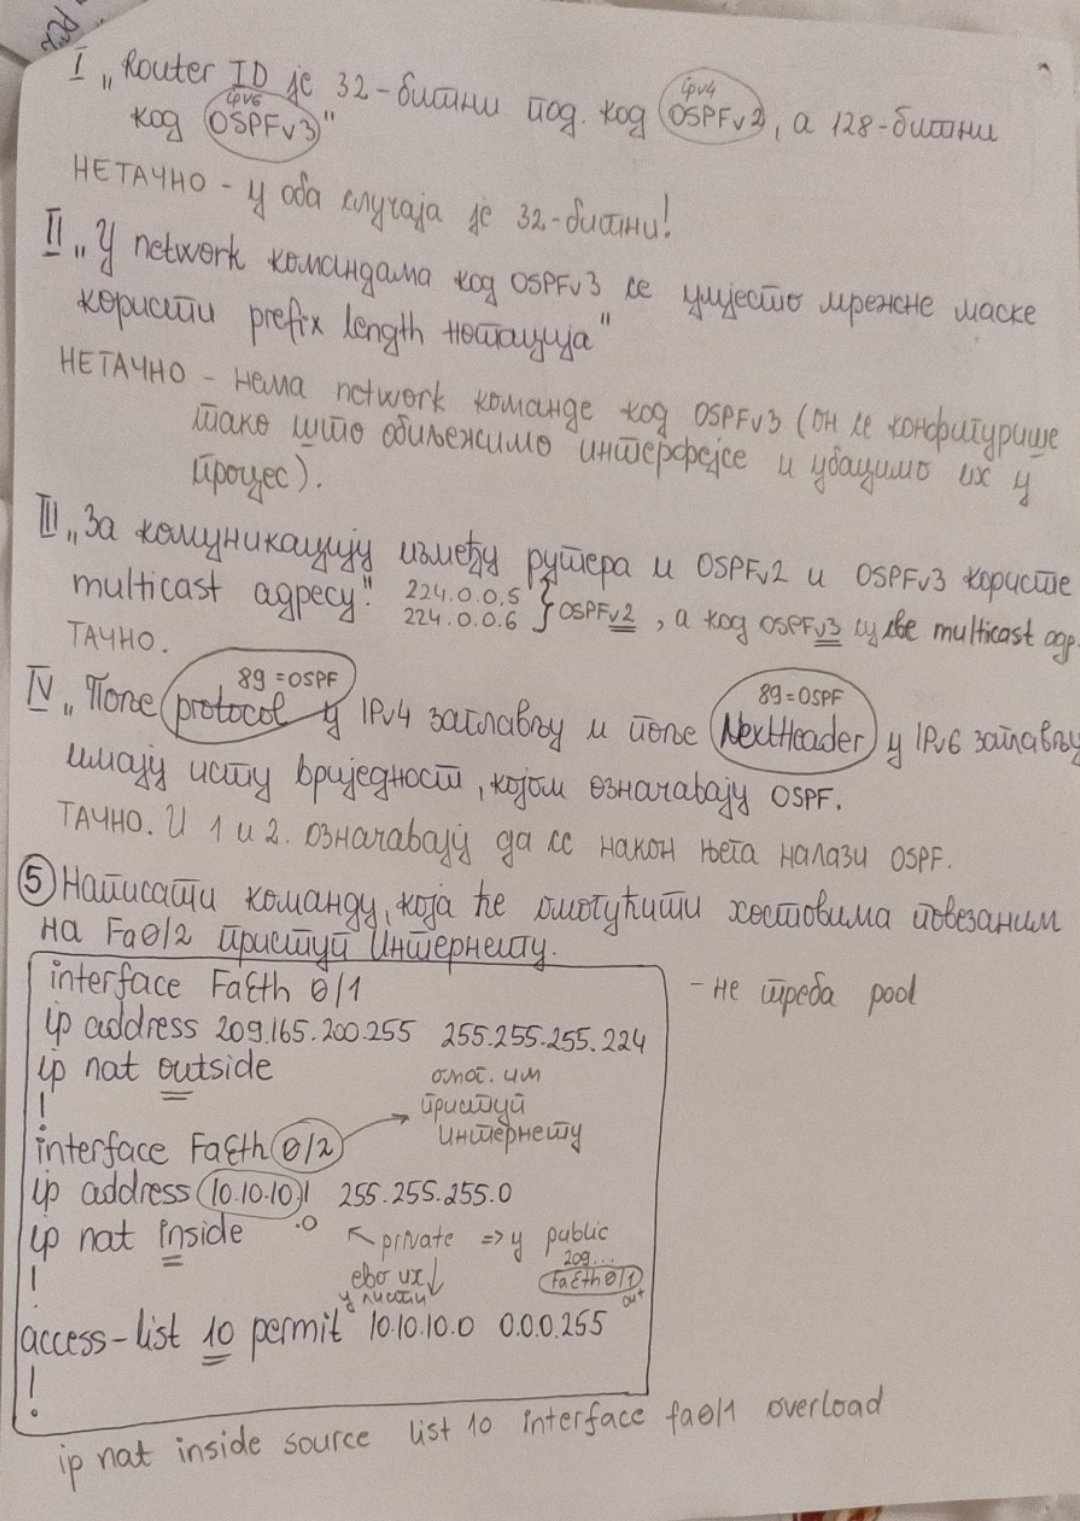 PC2
I „Router ID је 32-битни под. код OSPFv2, а 128-битни
ipv4
ipv6
код OSPFv3"
НЕТАЧНО - у оба случаја је 32-битни!
II „У network командама код OSPFv3 се умјесто мрежне маске
користи prefix length нотација"
НЕТАЧНО - нема network команде код OSPFv3 (он се конфигурише
тако што обиљежимо интерфејсе и убацимо их у
процес).
III „За комуникацију између рутера и OSPFv2 и OSPFv3 користе
multicast адресу". 224.0.0.5
224.0.0.6 } OSPFv2, а код OSPFv3 су све multicast адр.
ТАЧНО.
89=OSPF
89=OSPF
IV „Поље protocol у IPv4 заглављу и поље NextHeader у IPv6 заглављу
имају исту вриједност, којом означавају OSPF.
ТАЧНО. И 1 и 2. означавају да се након њега налази OSPF.
5 Написати команду, која ће омогућити хостовима повезаним
на Fa0/2 приступ Интернету.
interface FaEth 0/1
- не треба pool
ip address 209.165.200.255 255.255.255.224
ip nat outside
омог. им
приступ
Интернету
!
interface FaEth 0/2
ip address 10.10.10.1 255.255.255.0
.0
ip nat inside
private => у public
209...
FaEth0/1
out
ево их
у листи
!
access-list 10 permit 10.10.10.0 0.0.0.255
!
ip nat inside source list 10 interface fa0/1 overload